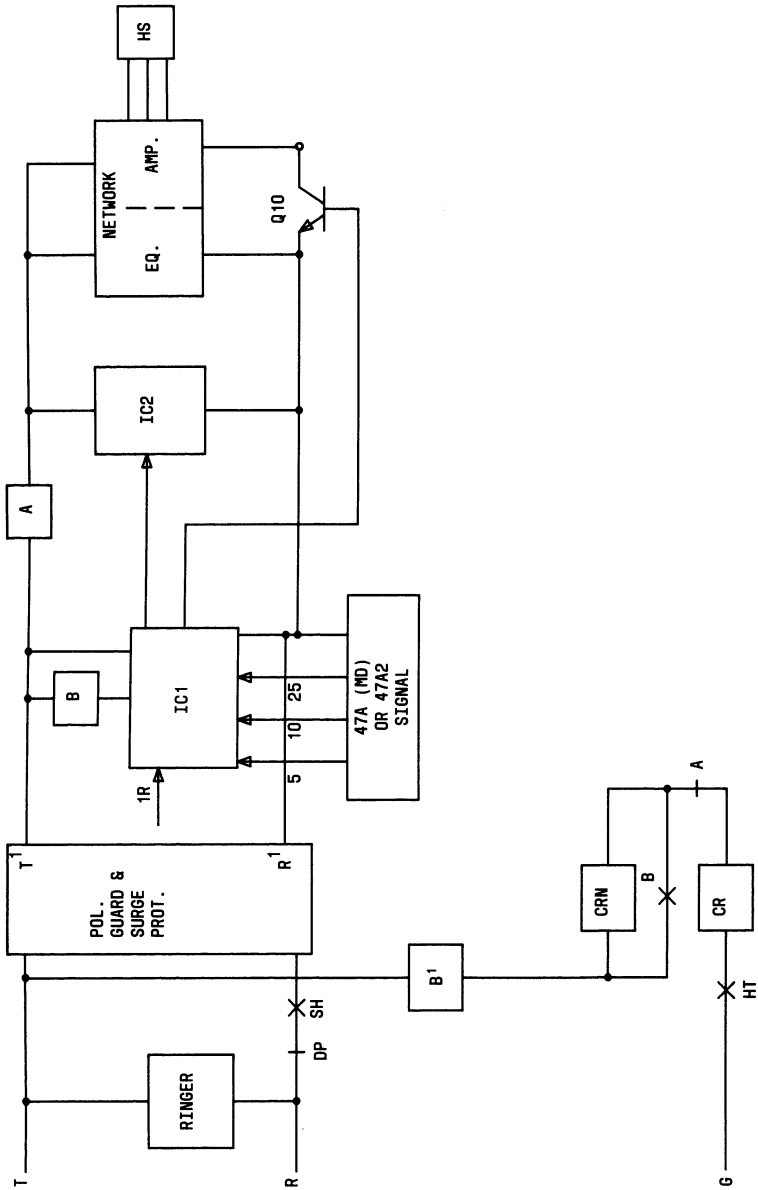 T
R
G
RINGER
DP
SH
HT
POL.
GUARD &
SURGE
PROT.
T¹
R¹
B¹
CRN
B
CR
A
1R
B
IC1
5
10
25
47A (MD)
OR 47A2
SIGNAL
A
IC2
NETWORK
EQ.
AMP.
Q10
HS